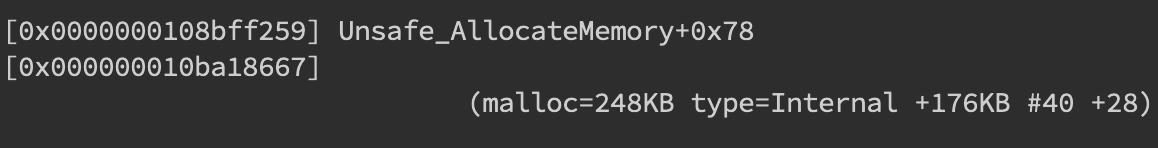 [0x0000000108bff259] Unsafe_AllocateMemory+0x78
[0x000000010ba18667]
(malloc=248KB type=Internal +176KB #40 +28)